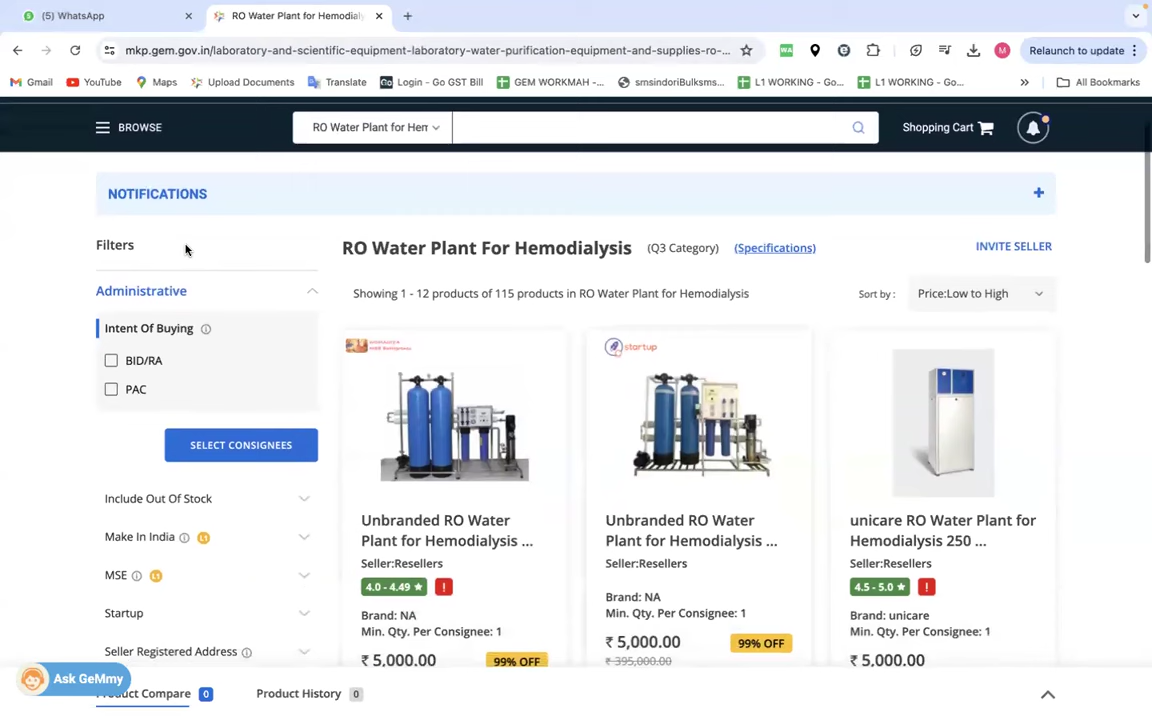 (5) WhatsApp
RO Water Plant for Hemodialy
mkp.gem.gov.in/laboratory-and-scientific-equipment-laboratory-water-purification-equipment-and-supplies-ro-...
WA
M
Relaunch to update
Gmail
YouTube
Maps
Upload Documents
Translate
Login - Go GST Bill
GEM WORKMAH -...
smsindoriBulksms...
L1 WORKING - Go...
L1 WORKING - Go...
»
All Bookmarks
BROWSE
RO Water Plant for Hem
Shopping Cart
NOTIFICATIONS
Filters
RO Water Plant For Hemodialysis (Q3 Category) (Specifications)
INVITE SELLER
Administrative
Showing 1 - 12 products of 115 products in RO Water Plant for Hemodialysis
Sort by :
Price:Low to High
Intent Of Buying
BID/RA
PAC
SELECT CONSIGNEES
Include Out Of Stock
Make In India L1
MSE L1
Startup
Seller Registered Address
startup
Unbranded RO Water
Plant for Hemodialysis ...
Seller:Resellers
4.0 - 4.49 ★ !
Brand: NA
Min. Qty. Per Consignee: 1
₹ 5,000.00
99% OFF
Unbranded RO Water
Plant for Hemodialysis ...
Seller:Resellers
Brand: NA
Min. Qty. Per Consignee: 1
₹ 5,000.00
99% OFF
₹ 395,000.00
unicare RO Water Plant for
Hemodialysis 250 ...
Seller:Resellers
4.5 - 5.0 ★ !
Brand: unicare
Min. Qty. Per Consignee: 1
₹ 5,000.00
Ask GeMmy
Product Compare 0
Product History 0